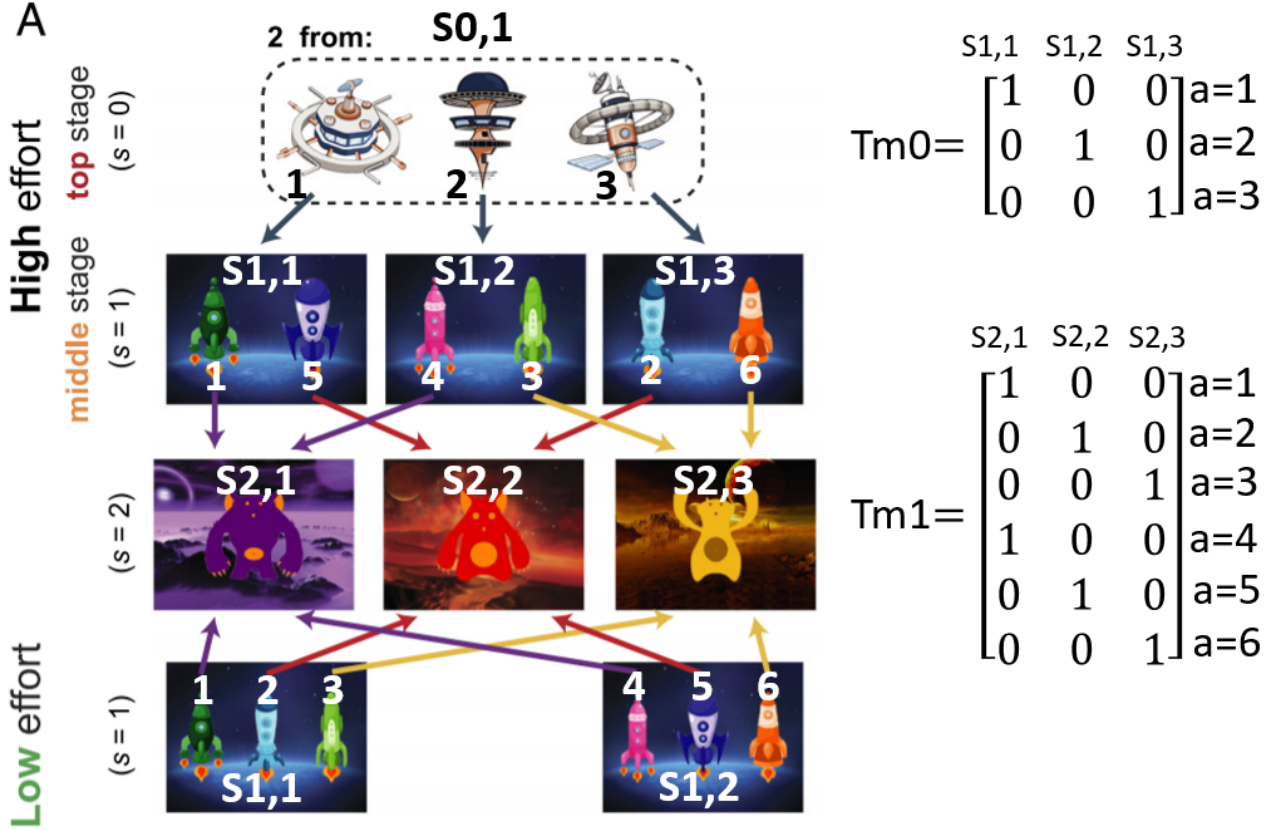 A
2 from: S0,1
High effort
top stage
(s = 0)
1 2 3
middle stage
(s = 1)
S1,1 S1,2 S1,3
1 5 4 3 2 6
(s = 2)
S2,1 S2,2 S2,3
Low effort
(s = 1)
1 2 3 4 5 6
S1,1 S1,2
S1,1 S1,2 S1,3
1 0 0 a=1
Tm0= 0 1 0 a=2
0 0 1 a=3
S2,1 S2,2 S2,3
1 0 0 a=1
0 1 0 a=2
0 0 1 a=3
Tm1=
1 0 0 a=4
0 1 0 a=5
0 0 1 a=6